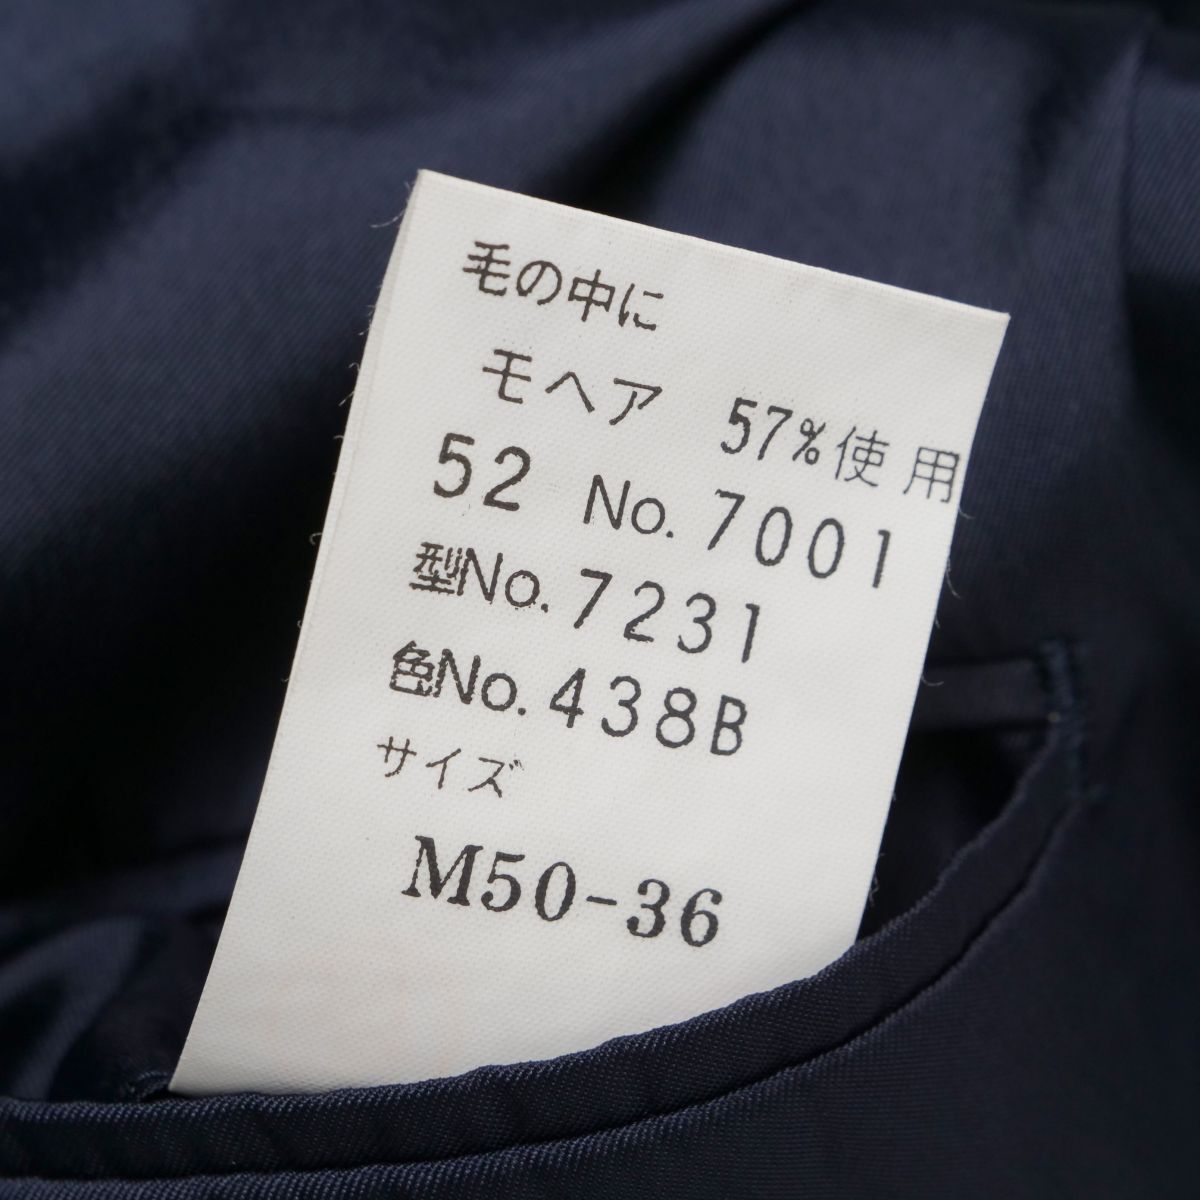 毛の中に
モヘア 57%使用
52 No. 7001
型No. 7231
色No. 438B
サイズ
M50-36